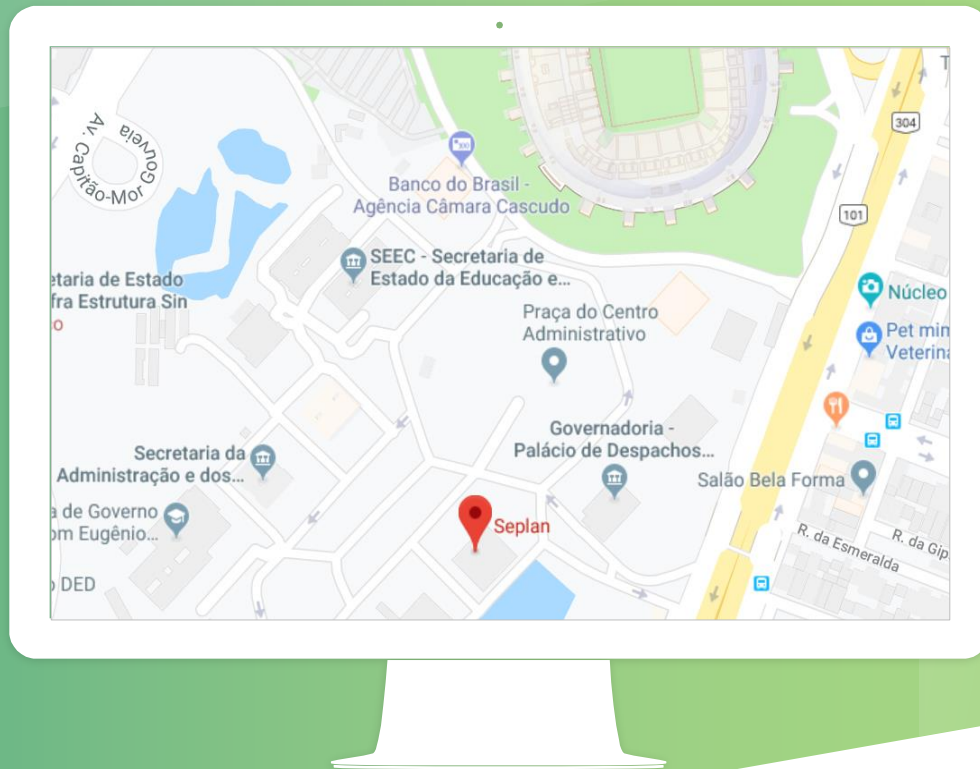 304
101
Av. Capitão-Mor Gouveia
Banco do Brasil -
Agência Câmara Cascudo
SEEC - Secretaria de
Estado da Educação e...
etaria de Estado
fra Estrutura Sin
o
Praça do Centro
Administrativo
Núcleo
Pet min
Veteriná
Governadoria -
Palácio de Despachos...
Secretaria da
Administração e dos...
Salão Bela Forma
a de Governo
om Eugênio...
Seplan
R. da Esmeralda
R. da Gip
DED